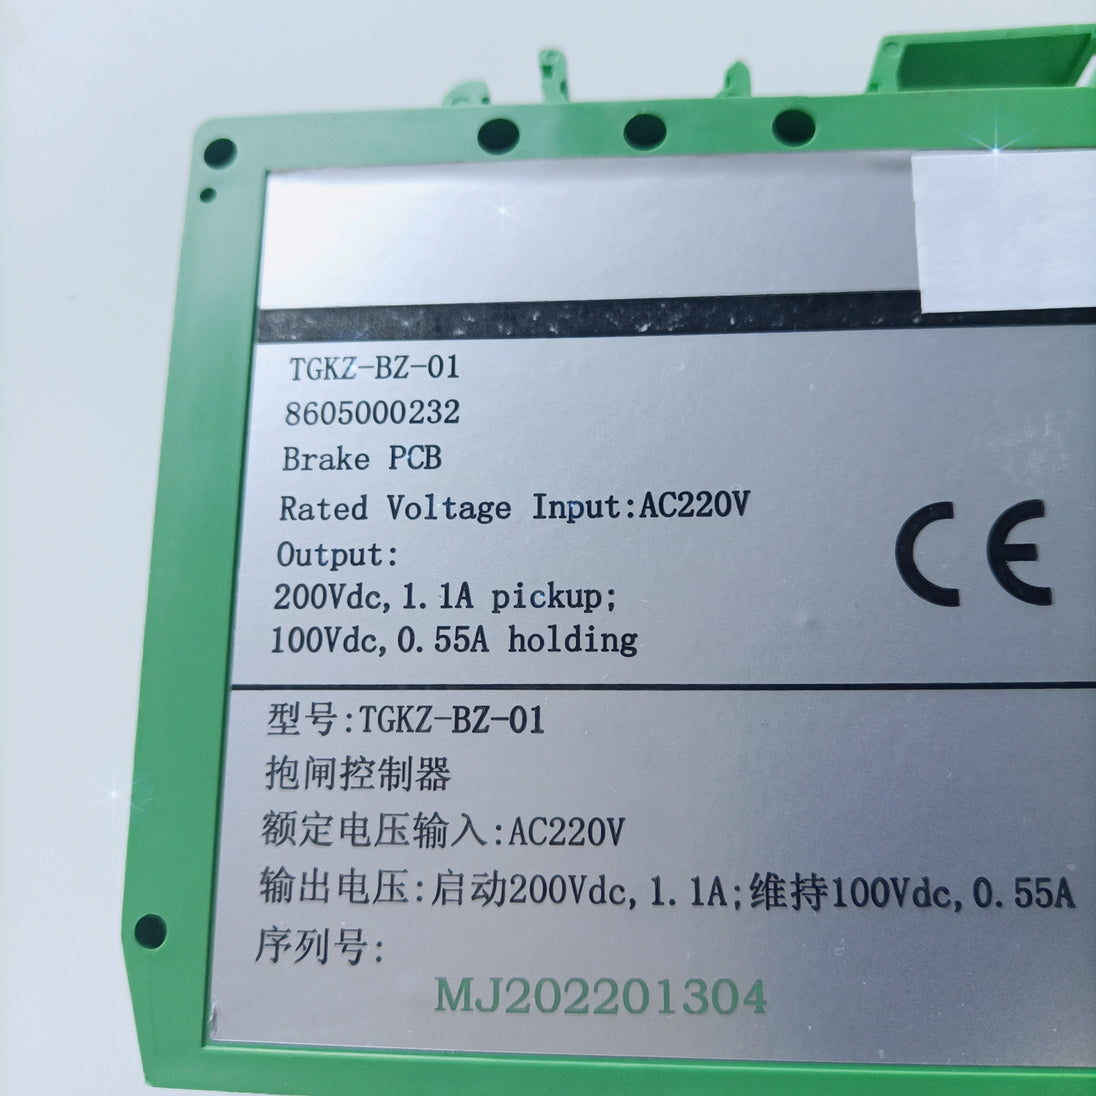 TGKZ-BZ-01
8605000232
Brake PCB
Rated Voltage Input:AC220V
Output:
200Vdc,1.1A pickup;
100Vdc,0.55A holding
CE
型号:TGKZ-BZ-01
抱闸控制器
额定电压输入:AC220V
输出电压:启动200Vdc,1.1A;维持100Vdc,0.55A
序列号:
MJ202201304